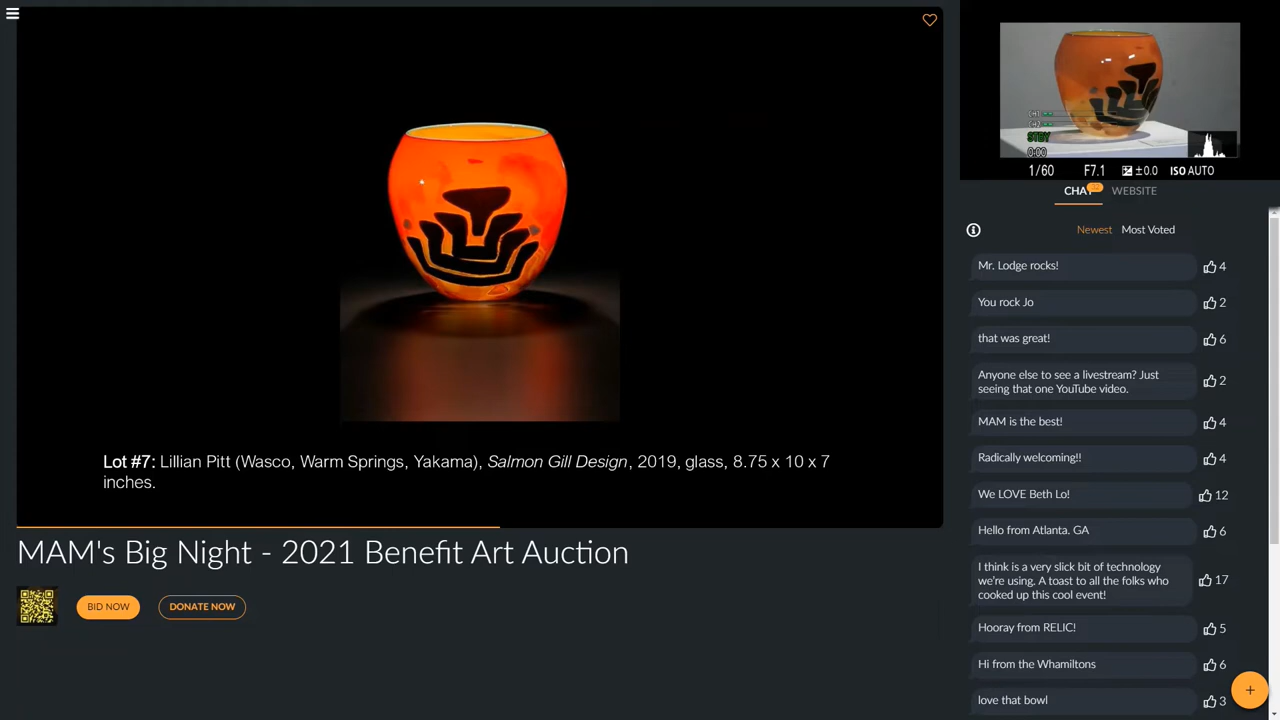 Lot #7: Lillian Pitt (Wasco, Warm Springs, Yakama), Salmon Gill Design, 2019, glass, 8.75 x 10 x 7
inches.
MAM's Big Night - 2021 Benefit Art Auction
BID NOW
DONATE NOW
CH1
CH2
STBY
0:00
1/60 F7.1 ±0.0 ISO AUTO
CHAT WEBSITE
Newest Most Voted
Mr. Lodge rocks! 4
You rock Jo 2
that was great! 6
Anyone else to see a livestream? Just
seeing that one YouTube video. 2
MAM is the best! 4
Radically welcoming!! 4
We LOVE Beth Lo! 12
Hello from Atlanta. GA 6
I think is a very slick bit of technology
we're using. A toast to all the folks who 17
cooked up this cool event!
Hooray from RELIC! 5
Hi from the Whamiltons 6
love that bowl 3